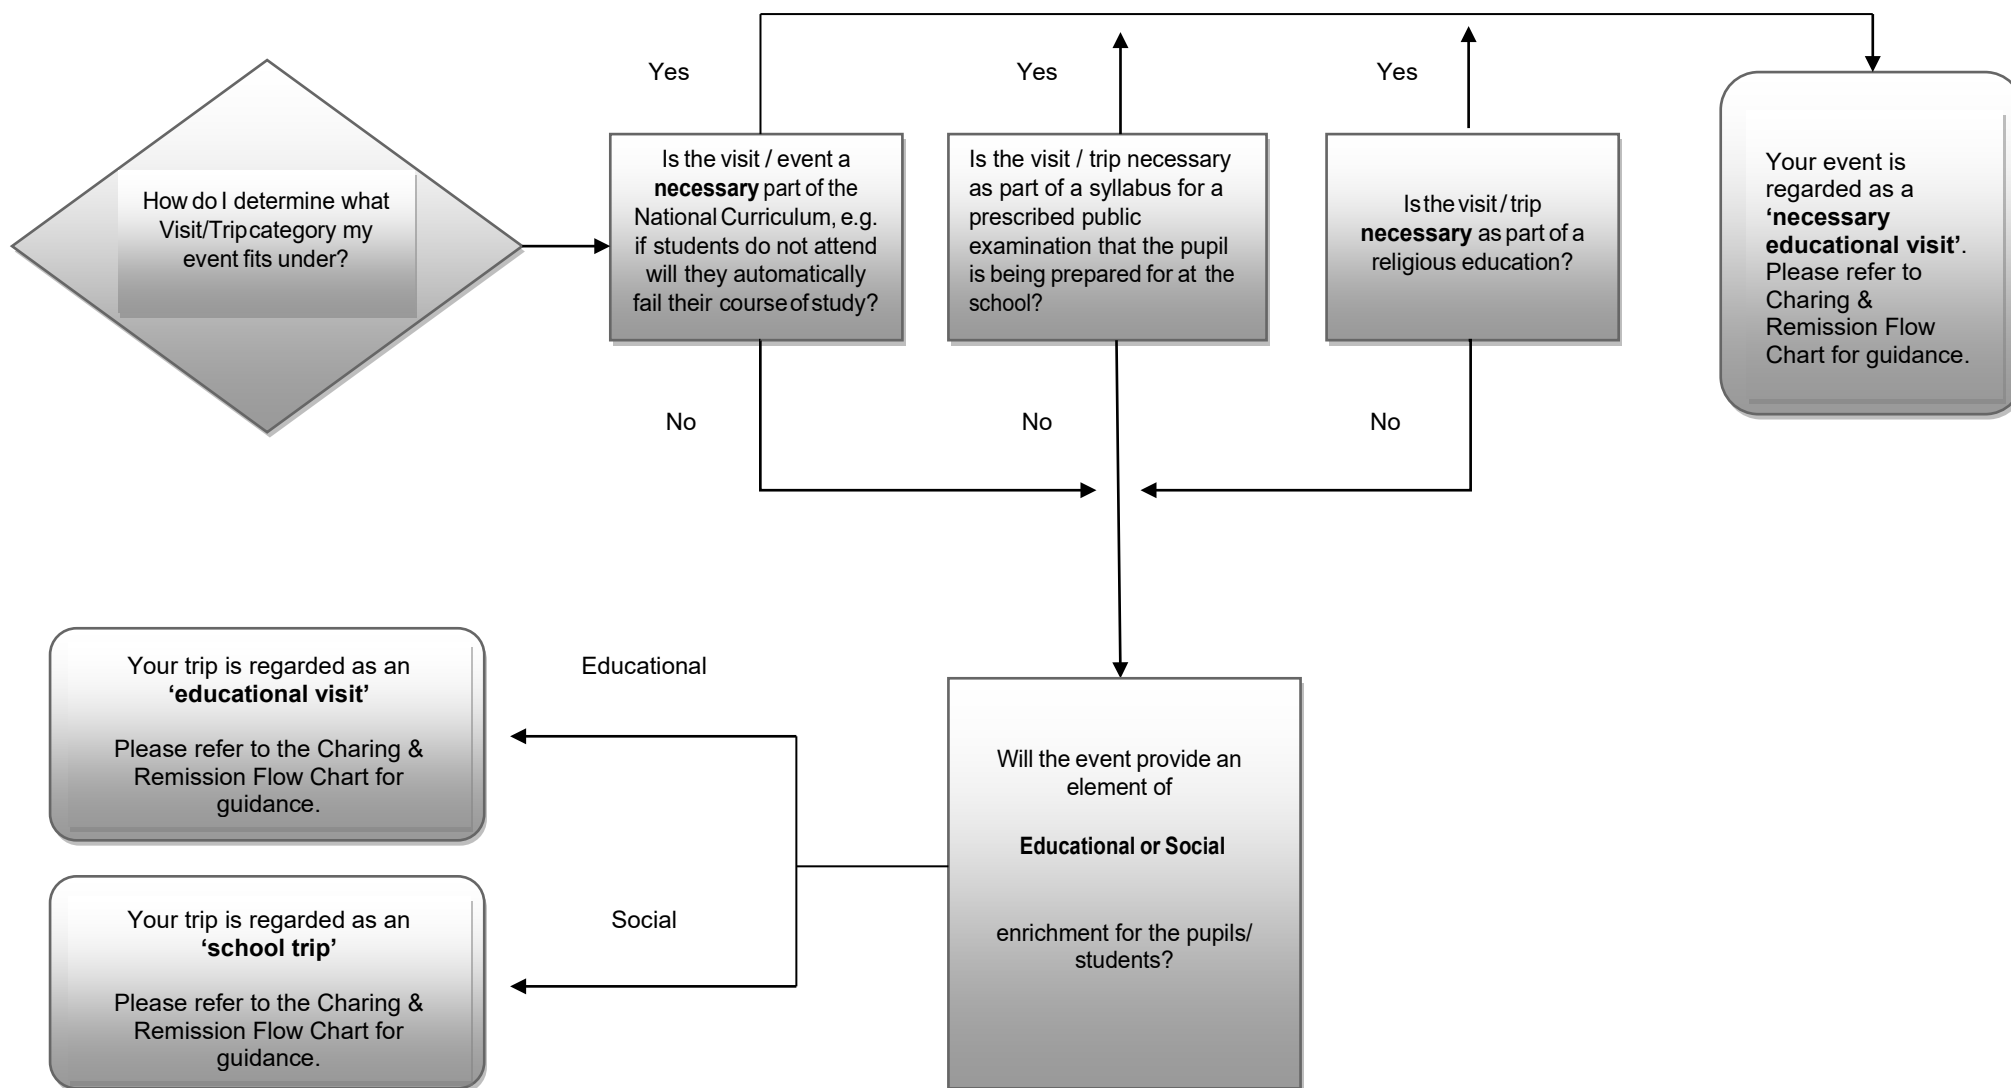 How do I determine what
Visit/Trip category my
event fits under?
Yes
Is the visit / event a
necessary part of the
National Curriculum, e.g.
if students do not attend
will they automatically
fail their course of study?
No
Yes
Is the visit / trip necessary
as part of a syllabus for a
prescribed public
examination that the pupil
is being prepared for at the
school?
No
Yes
Is the visit / trip
necessary as part of a
religious education?
No
Your event is
regarded as a
‘necessary
educational visit’.
Please refer to
Charing &
Remission Flow
Chart for guidance.
Will the event provide an
element of
Educational or Social
enrichment for the pupils/
students?
Educational
Your trip is regarded as an
‘educational visit’
Please refer to the Charing &
Remission Flow Chart for
guidance.
Social
Your trip is regarded as an
‘school trip’
Please refer to the Charing &
Remission Flow Chart for
guidance.